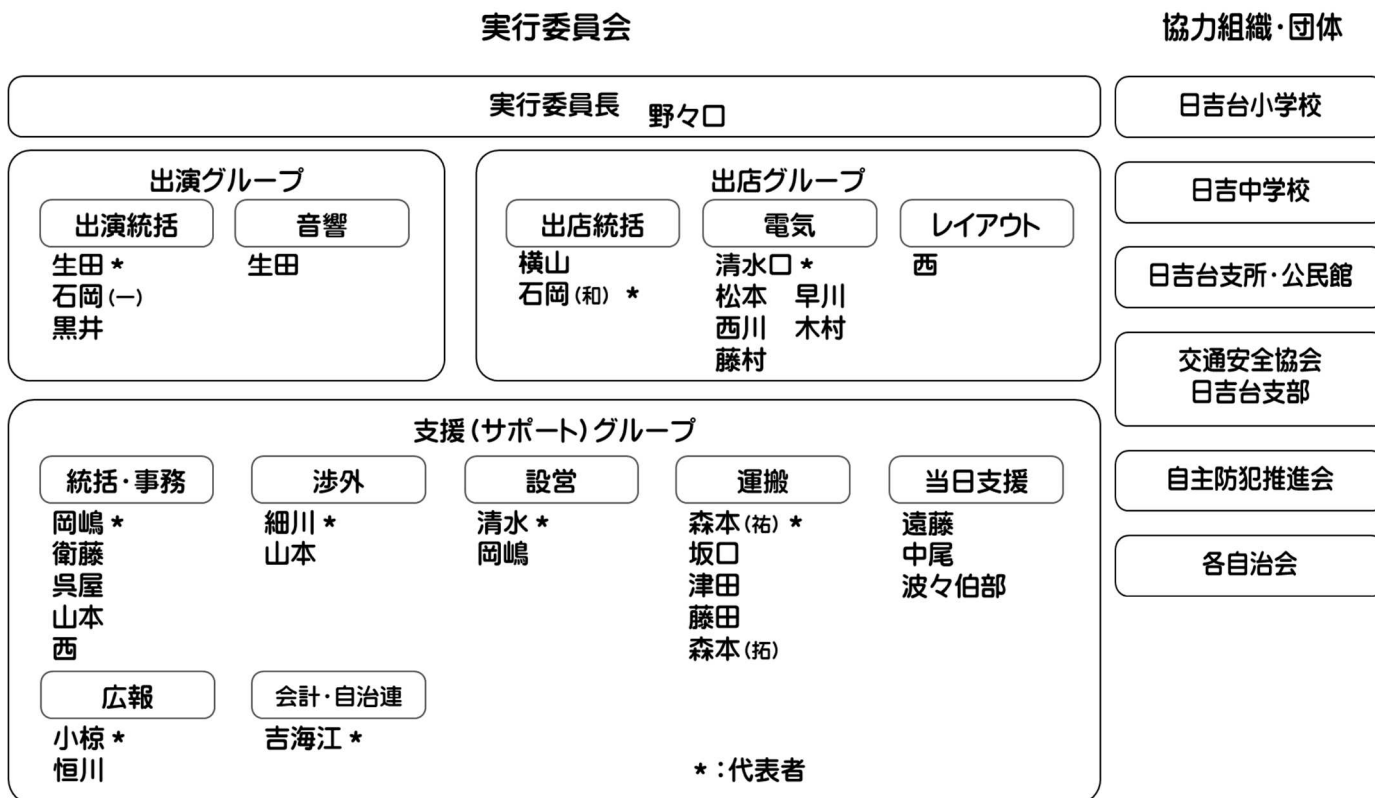 実行委員会
実行委員長 野々口
出演グループ
出演統括
生田 *
石岡(一)
黒井
音響
生田
出店グループ
出店統括
横山
石岡(和) *
電気
清水口 *
松本 早川
西川 木村
藤村
レイアウト
西
支援(サポート)グループ
統括・事務
岡嶋 *
衛藤
呉屋
山本
西
渉外
細川 *
山本
設営
清水 *
岡嶋
運搬
森本(祐) *
坂口
津田
藤田
森本(拓)
当日支援
遠藤
中尾
波々伯部
広報
小椋 *
恒川
会計・自治連
吉海江 *
* :代表者
協力組織・団体
日吉台小学校
日吉中学校
日吉台支所・公民館
交通安全協会
日吉台支部
自主防犯推進会
各自治会